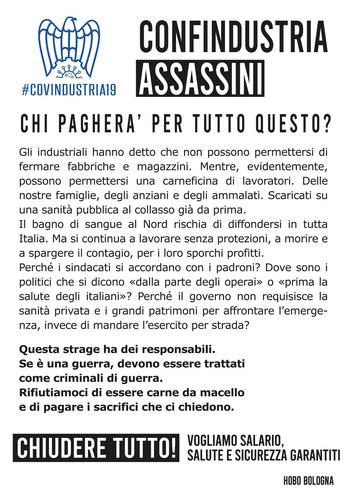 CONFINDUSTRIA
ASSASSINI
#COVINDUSTRIA19
CHI PAGHERA' PER TUTTO QUESTO?
Gli industriali hanno detto che non possono permettersi di
fermare fabbriche e magazzini. Mentre, evidentemente,
possono permettersi una carneficina di lavoratori. Delle
nostre famiglie, degli anziani e degli ammalati. Scaricati su
una sanità pubblica al collasso già da prima.
Il bagno di sangue al Nord rischia di diffondersi in tutta
Italia. Ma si continua a lavorare senza protezioni, a morire e
a spargere il contagio, per i loro sporchi profitti.
Perché i sindacati si accordano con i padroni? Dove sono i
politici che si dicono «dalla parte degli operai» o «prima la
salute degli italiani»? Perché il governo non requisisce la
sanità privata e i grandi patrimoni per affrontare l'emerge-
nza, invece di mandare l'esercito per strada?
Questa strage ha dei responsabili.
Se è una guerra, devono essere trattati
come criminali di guerra.
Rifiutiamoci di essere carne da macello
e di pagare i sacrifici che ci chiedono.
CHIUDERE TUTTO!
VOGLIAMO SALARIO,
SALUTE E SICUREZZA GARANTITI
HOBO BOLOGNA